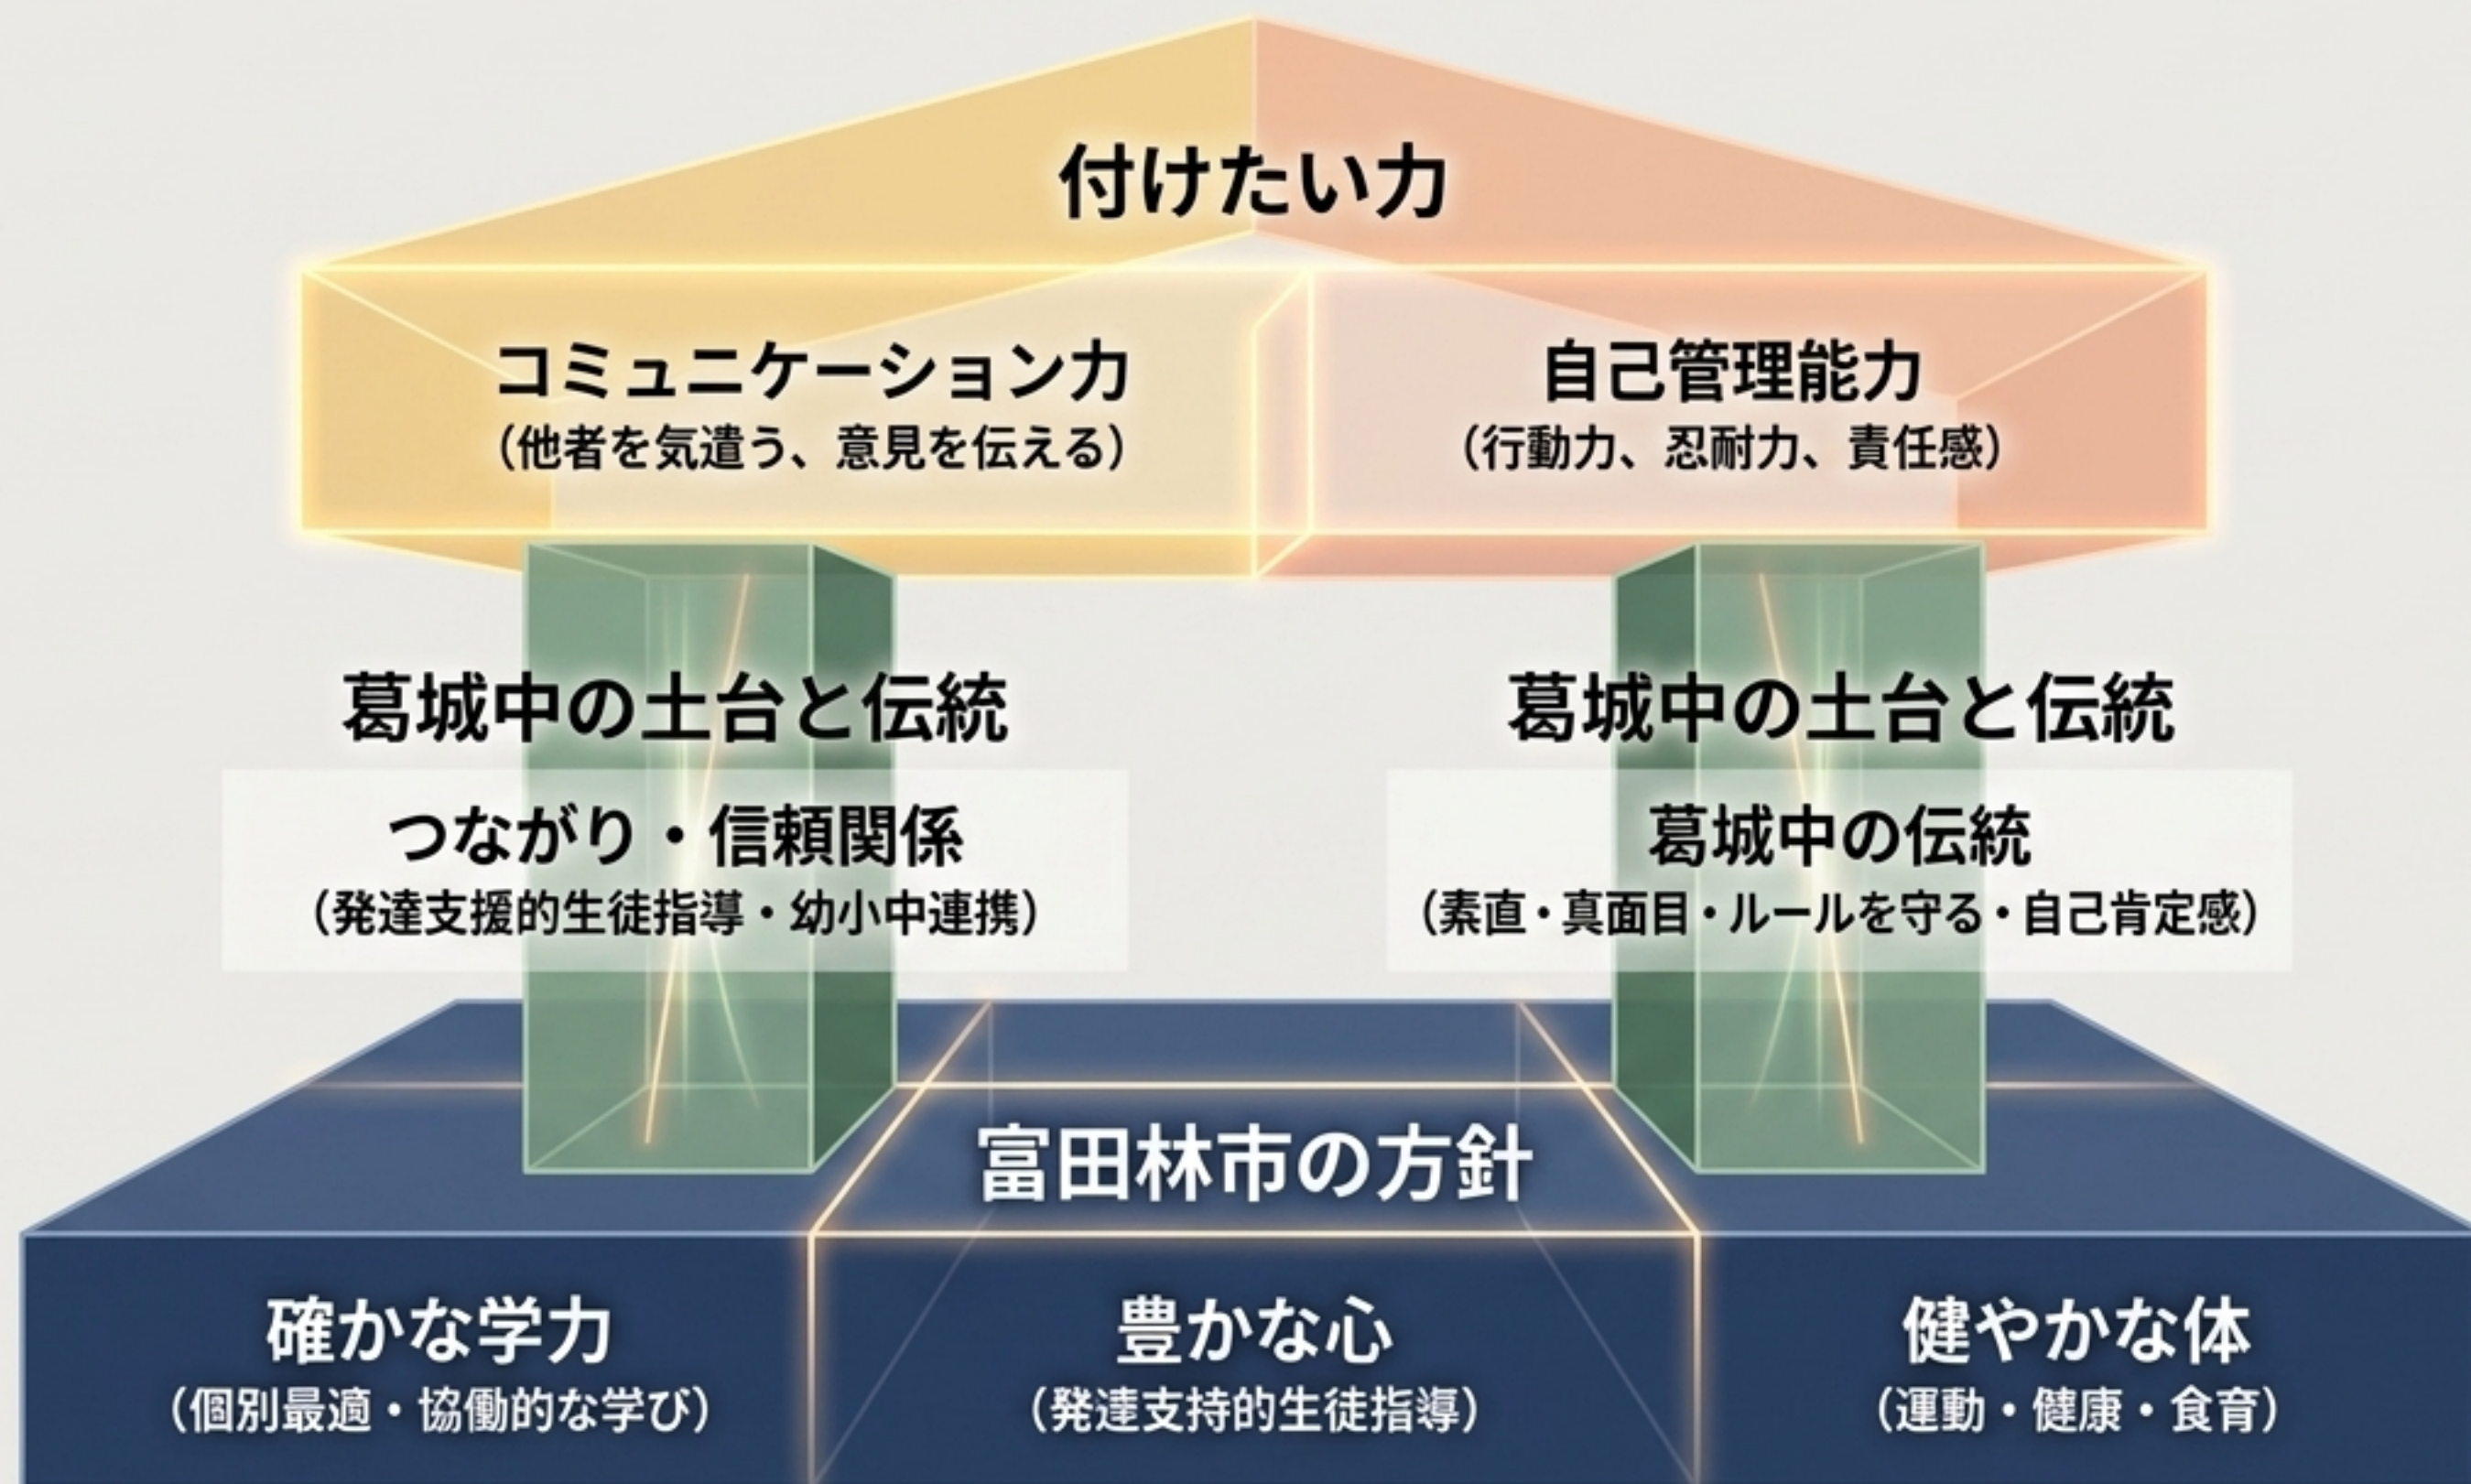 付けたい力
コミュニケーション力
（他者を気遣う、意見を伝える）
自己管理能力
（行動力、忍耐力、責任感）
葛城中の土台と伝統
つながり・信頼関係
（発達支援的生徒指導・幼小中連携）
葛城中の土台と伝統
葛城中の伝統
（素直・真面目・ルールを守る・自己肯定感）
富田林市の方針
確かな学力
（個別最適・協働的な学び）
豊かな心
（発達支持的生徒指導）
健やかな体
（運動・健康・食育）